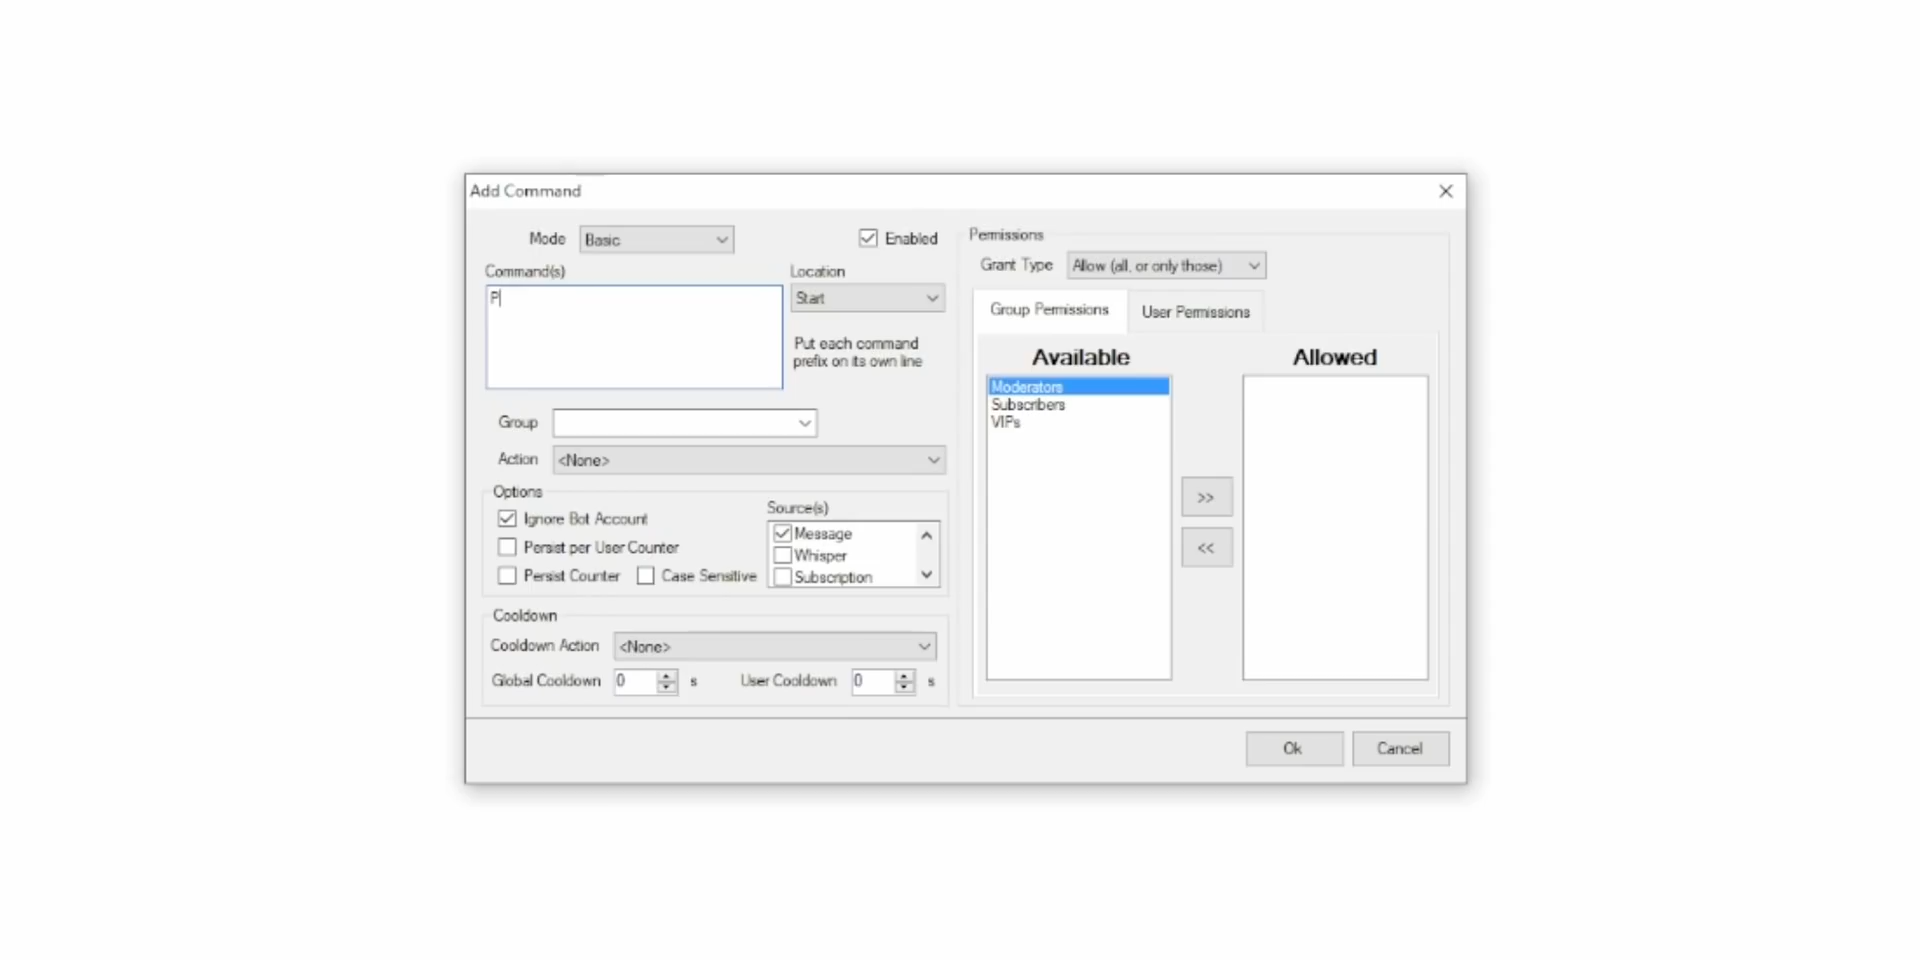 Add Command
Mode Basic Enabled
Command(s) Location
P Start
Put each command
prefix on its own line
Group
Action <None>
Options
Ignore Bot Account
Persist per User Counter
Persist Counter Case Sensitive
Source(s)
Message
Whisper
Subscription
Cooldown
Cooldown Action <None>
Global Cooldown 0 s User Cooldown 0 s
Permissions
Grant Type Allow (all, or only those)
Group Permissions User Permissions
Available Allowed
Moderators
Subscribers
VIPs
>>
<<
Ok Cancel